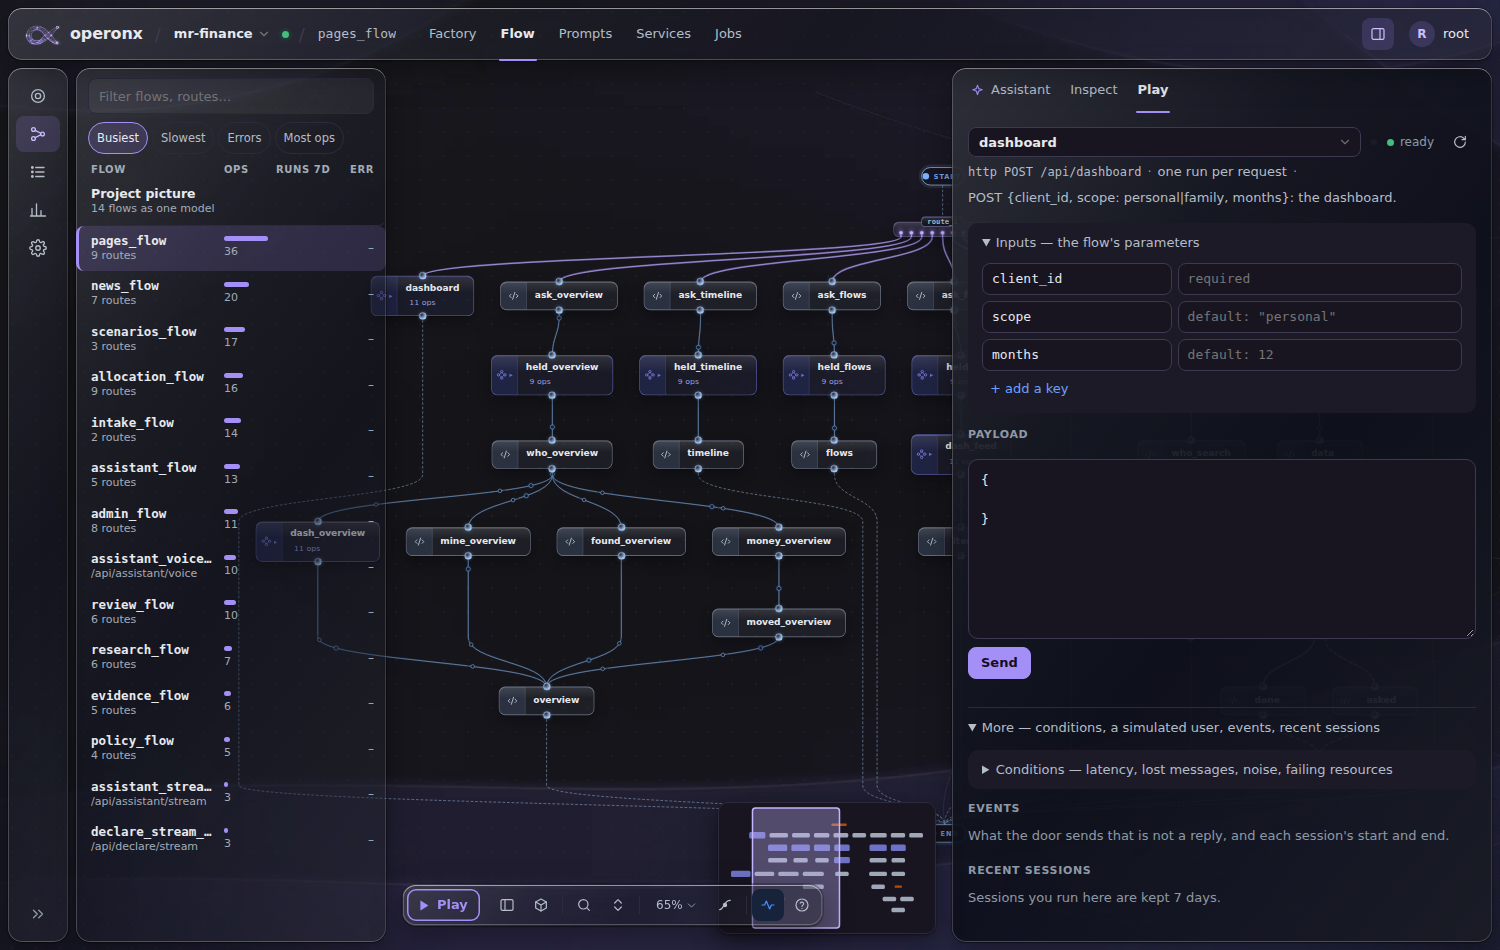 operonx / mr-finance / pages_flow
Factory Flow Prompts Services Jobs
R root
Filter flows, routes...
Busiest Slowest Errors Most ops
FLOW OPS RUNS 7D ERR
Project picture
14 flows as one model
pages_flow
9 routes
36 –
news_flow
7 routes
20 –
scenarios_flow
3 routes
17 –
allocation_flow
9 routes
16 –
intake_flow
2 routes
14 –
assistant_flow
5 routes
13 –
admin_flow
8 routes
11 –
assistant_voice…
/api/assistant/voice
10 –
review_flow
6 routes
10 –
research_flow
6 routes
7 –
evidence_flow
5 routes
6 –
policy_flow
4 routes
5 –
assistant_strea…
/api/assistant/stream
3 –
declare_stream_…
/api/declare/stream
3 –
route
dashboard
11 ops
ask_overview
ask_timeline
ask_flows
held_overview
9 ops
held_timeline
9 ops
held_flows
9 ops
who_overview
timeline
flows
dash_overview
11 ops
mine_overview
found_overview
money_overview
moved_overview
overview
who_search
data
done
asked
Play
65%
Assistant Inspect Play
dashboard
ready
http POST /api/dashboard · one run per request ·
POST {client_id, scope: personal|family, months}: the dashboard.
Inputs — the flow's parameters
client_id required
scope default: "personal"
months default: 12
+ add a key
PAYLOAD
{
}
Send
More — conditions, a simulated user, events, recent sessions
Conditions — latency, lost messages, noise, failing resources
EVENTS
What the door sends that is not a reply, and each session's start and end.
RECENT SESSIONS
Sessions you run here are kept 7 days.